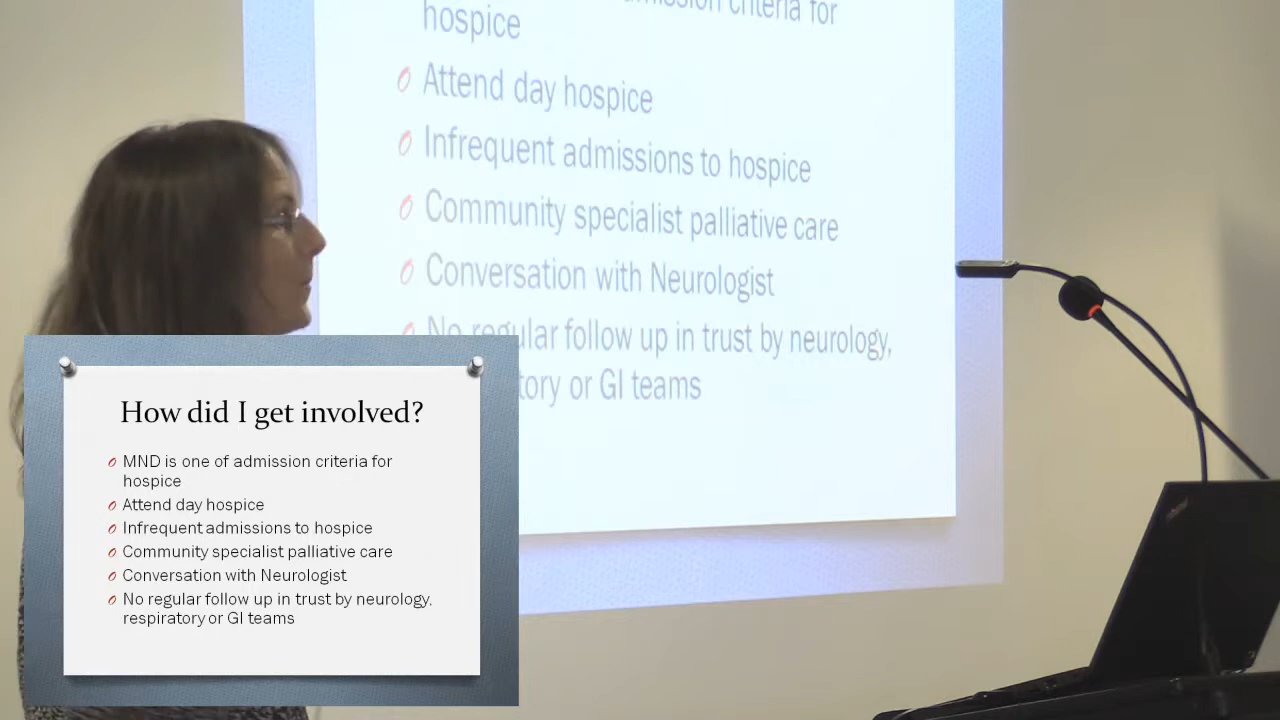 admission criteria for
hospice
Attend day hospice
Infrequent admissions to hospice
Community specialist palliative care
Conversation with Neurologist
No regular follow up in trust by neurology,
or GI teams
How did I get involved?
MND is one of admission criteria for
hospice
Attend day hospice
Infrequent admissions to hospice
Community specialist palliative care
Conversation with Neurologist
No regular follow up in trust by neurology,
respiratory or GI teams